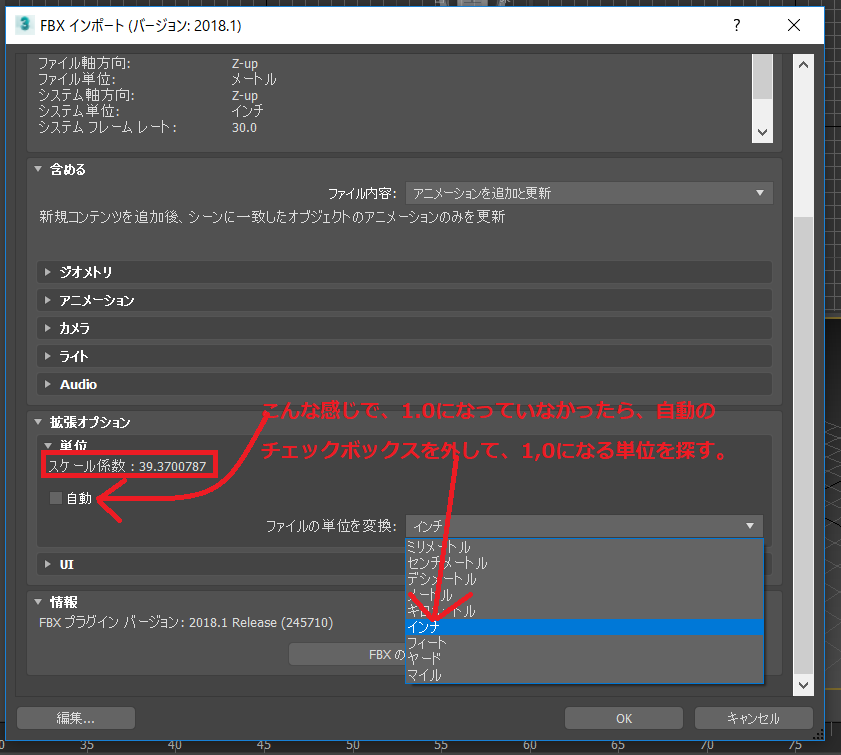 FBX インポート (バージョン: 2018.1)
ファイル軸方向: Z-up
ファイル単位: メートル
システム軸方向: Z-up
システム単位: インチ
システム フレーム レート: 30.0
含める
ファイル内容: アニメーションを追加と更新
新規コンテンツを追加後、シーンに一致したオブジェクトのアニメーションのみを更新
ジオメトリ
アニメーション
カメラ
ライト
Audio
こんな感じで、1.0になっていなかったら、自動の
拡張オプション
チェックボックスを外して、1,0になる単位を探す。
単位
スケール係数 : 39.3700787
自動
ファイルの単位を変換: インチ
ミリメートル
センチメートル
デシメートル
メートル
キロメートル
インチ
フィート
ヤード
マイル
UI
情報
FBX プラグイン バージョン: 2018.1 Release (245710)
FBX の
編集...
OK
キャンセル
0 35 40 45 50 55 60 65 70 75